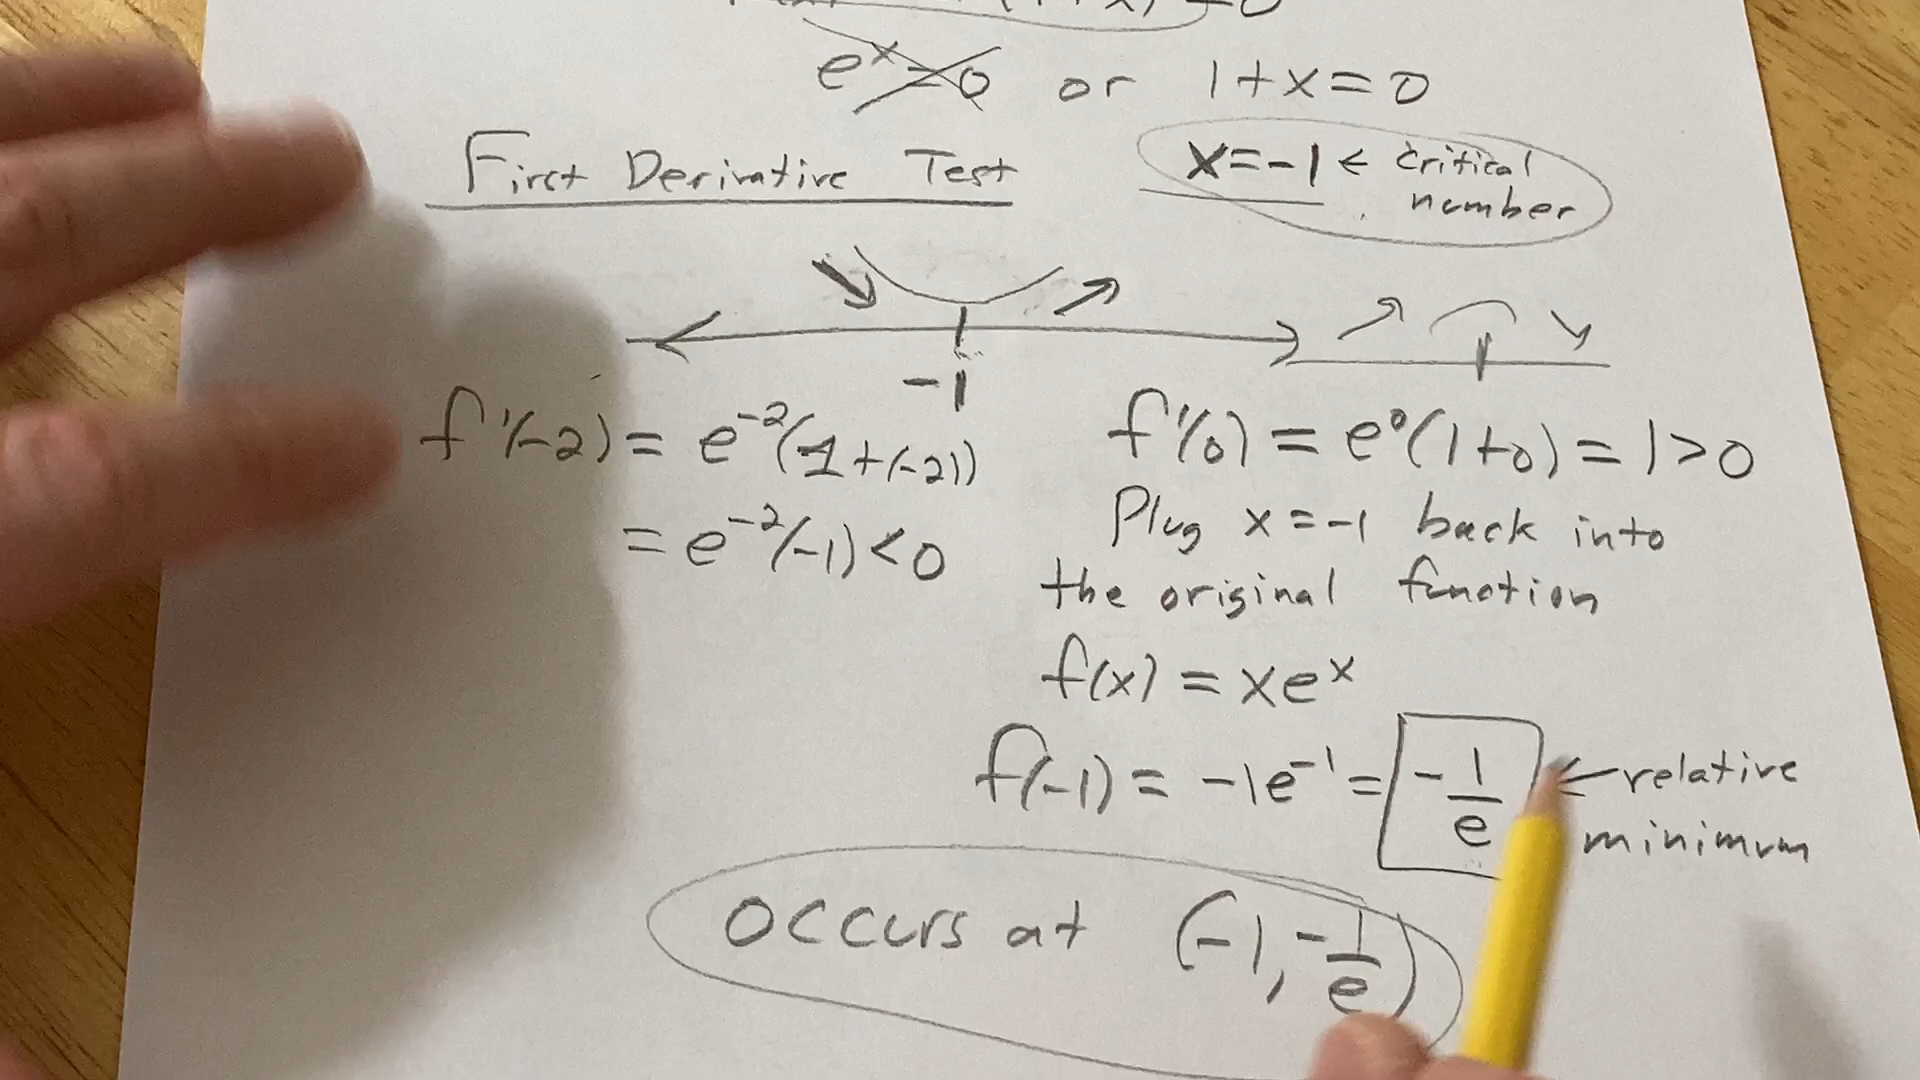 e^x=0 or 1+x=0
First Derivative Test
x=-1 ← critical number
-1
f'(-2) = e^-2(1+(-2))
= e^-2(-1)<0
f'(0) = e^0(1+0) = 1>0
Plug x=-1 back into
the original function
f(x) = xe^x
f(-1) = -1e^-1 = -1/e ← relative minimum
occurs at (-1, -1/e)